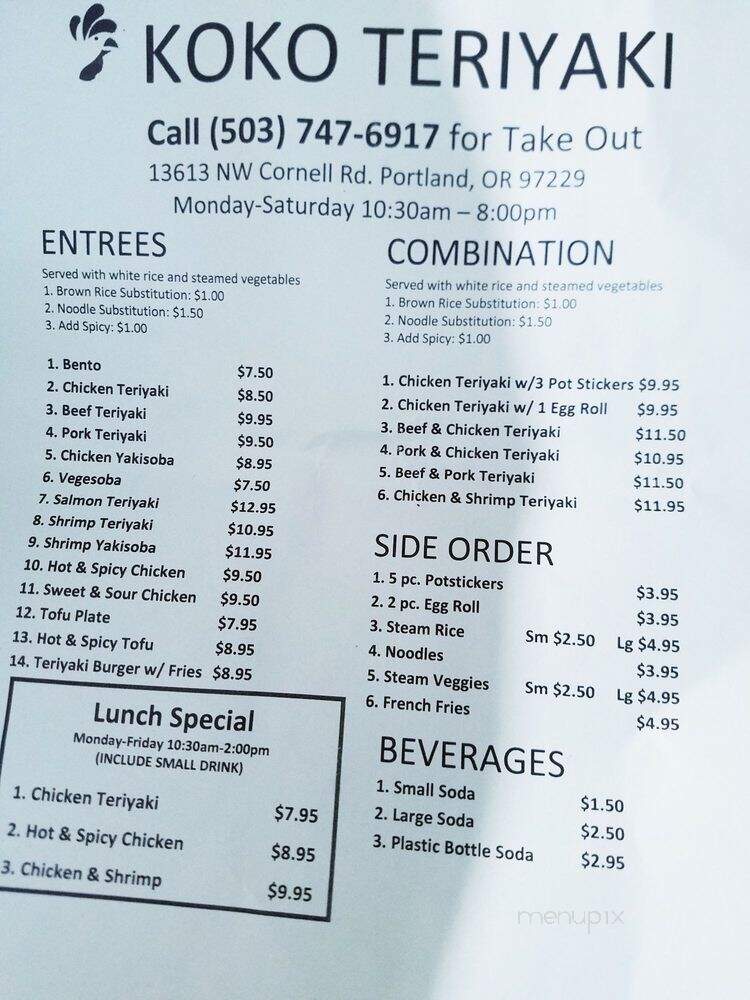 KOKO TERIYAKI
Call (503) 747-6917 for Take Out
13613 NW Cornell Rd. Portland, OR 97229
Monday-Saturday 10:30am – 8:00pm
ENTREES
Served with white rice and steamed vegetables
1. Brown Rice Substitution: $1.00
2. Noodle Substitution: $1.50
3. Add Spicy: $1.00
1. Bento $7.50
2. Chicken Teriyaki $8.50
3. Beef Teriyaki $9.95
4. Pork Teriyaki $9.50
5. Chicken Yakisoba $8.95
6. Vegesoba $7.50
7. Salmon Teriyaki $12.95
8. Shrimp Teriyaki $10.95
9. Shrimp Yakisoba $11.95
10. Hot & Spicy Chicken $9.50
11. Sweet & Sour Chicken $9.50
12. Tofu Plate $7.95
13. Hot & Spicy Tofu $8.95
14. Teriyaki Burger w/ Fries $8.95
Lunch Special
Monday-Friday 10:30am-2:00pm
(INCLUDE SMALL DRINK)
1. Chicken Teriyaki $7.95
2. Hot & Spicy Chicken $8.95
3. Chicken & Shrimp $9.95
COMBINATION
Served with white rice and steamed vegetables
1. Brown Rice Substitution: $1.00
2. Noodle Substitution: $1.50
3. Add Spicy: $1.00
1. Chicken Teriyaki w/3 Pot Stickers $9.95
2. Chicken Teriyaki w/ 1 Egg Roll $9.95
3. Beef & Chicken Teriyaki $11.50
4. Pork & Chicken Teriyaki $10.95
5. Beef & Pork Teriyaki $11.50
6. Chicken & Shrimp Teriyaki $11.95
SIDE ORDER
1. 5 pc. Potstickers $3.95
2. 2 pc. Egg Roll $3.95
3. Steam Rice Sm $2.50 Lg $4.95
4. Noodles $3.95
5. Steam Veggies Sm $2.50 Lg $4.95
6. French Fries $4.95
BEVERAGES
1. Small Soda $1.50
2. Large Soda $2.50
3. Plastic Bottle Soda $2.95
menupix